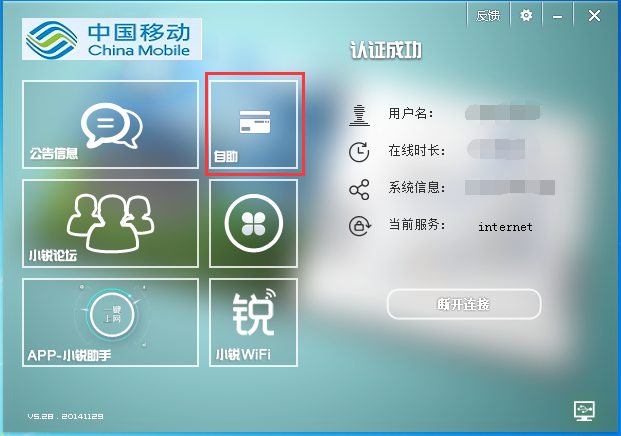 反馈
中国移动
China Mobile
认证成功
公告信息
自助
用户名:
在线时长:
系统信息:
当前服务:
internet
小锐论坛
断开连接
一键
上网
APP-小锐助手
锐
小锐WiFi
V5.28 . 20141129